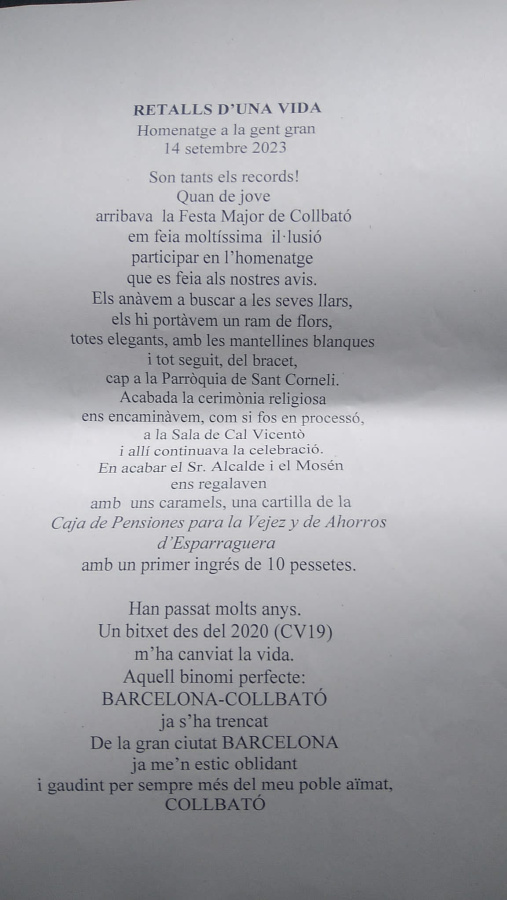 RETALLS D'UNA VIDA
Homenatge a la gent gran
14 setembre 2023
Son tants els records!
Quan de jove
arribava la Festa Major de Collbató
em feia moltíssima il·lusió
participar en l'homenatge
que es feia als nostres avis.
Els anàvem a buscar a les seves llars,
els hi portàvem un ram de flors,
totes elegants, amb les mantellines blanques
i tot seguit, del bracet,
cap a la Parròquia de Sant Corneli.
Acabada la cerimònia religiosa
ens encaminàvem, com si fos en processó,
a la Sala de Cal Vicentò
i allí continuava la celebració.
En acabar el Sr. Alcalde i el Mosén
ens regalaven
amb uns caramels, una cartilla de la
Caja de Pensiones para la Vejez y de Ahorros
d'Esparraguera
amb un primer ingrés de 10 pessetes.
Han passat molts anys.
Un bitxet des del 2020 (CV19)
m'ha canviat la vida.
Aquell binomi perfecte:
BARCELONA-COLLBATÓ
ja s'ha trencat
De la gran ciutat BARCELONA
ja me'n estic oblidant
i gaudint per sempre més del meu poble aïmat,
COLLBATÓ